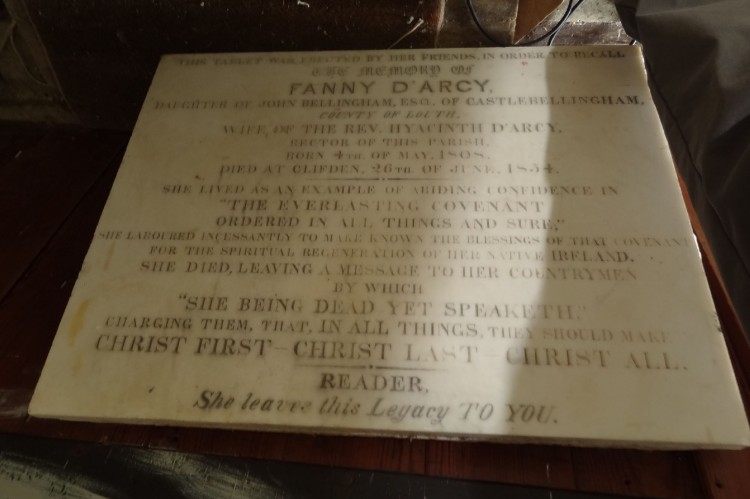 THIS TABLET WAS ERECTED BY HER FRIENDS, IN ORDER TO RECALL
THE MEMORY OF
FANNY D'ARCY,
DAUGHTER OF JOHN BELLINGHAM, ESQ. OF CASTLEBELLINGHAM,
COUNTY OF LOUTH,
WIFE, OF THE REV. HYACINTH D'ARCY,
RECTOR OF THIS PARISH,
BORN 4TH. OF MAY, 1808,
DIED AT CLIFDEN, 26TH. OF JUNE, 1854.
SHE LIVED AS AN EXAMPLE OF ABIDING CONFIDENCE IN
"THE EVERLASTING COVENANT
ORDERED IN ALL THINGS AND SURE,"
SHE LABOURED INCESSANTLY TO MAKE KNOWN THE BLESSINGS OF THAT COVENANT
FOR THE SPIRITUAL REGENERATION OF HER NATIVE IRELAND.
SHE DIED, LEAVING A MESSAGE TO HER COUNTRYMEN
BY WHICH
"SHE BEING DEAD YET SPEAKETH,"
CHARGING THEM, THAT, IN ALL THINGS, THEY SHOULD MAKE
CHRIST FIRST—CHRIST LAST—CHRIST ALL.
READER,
She leaves this Legacy TO YOU.